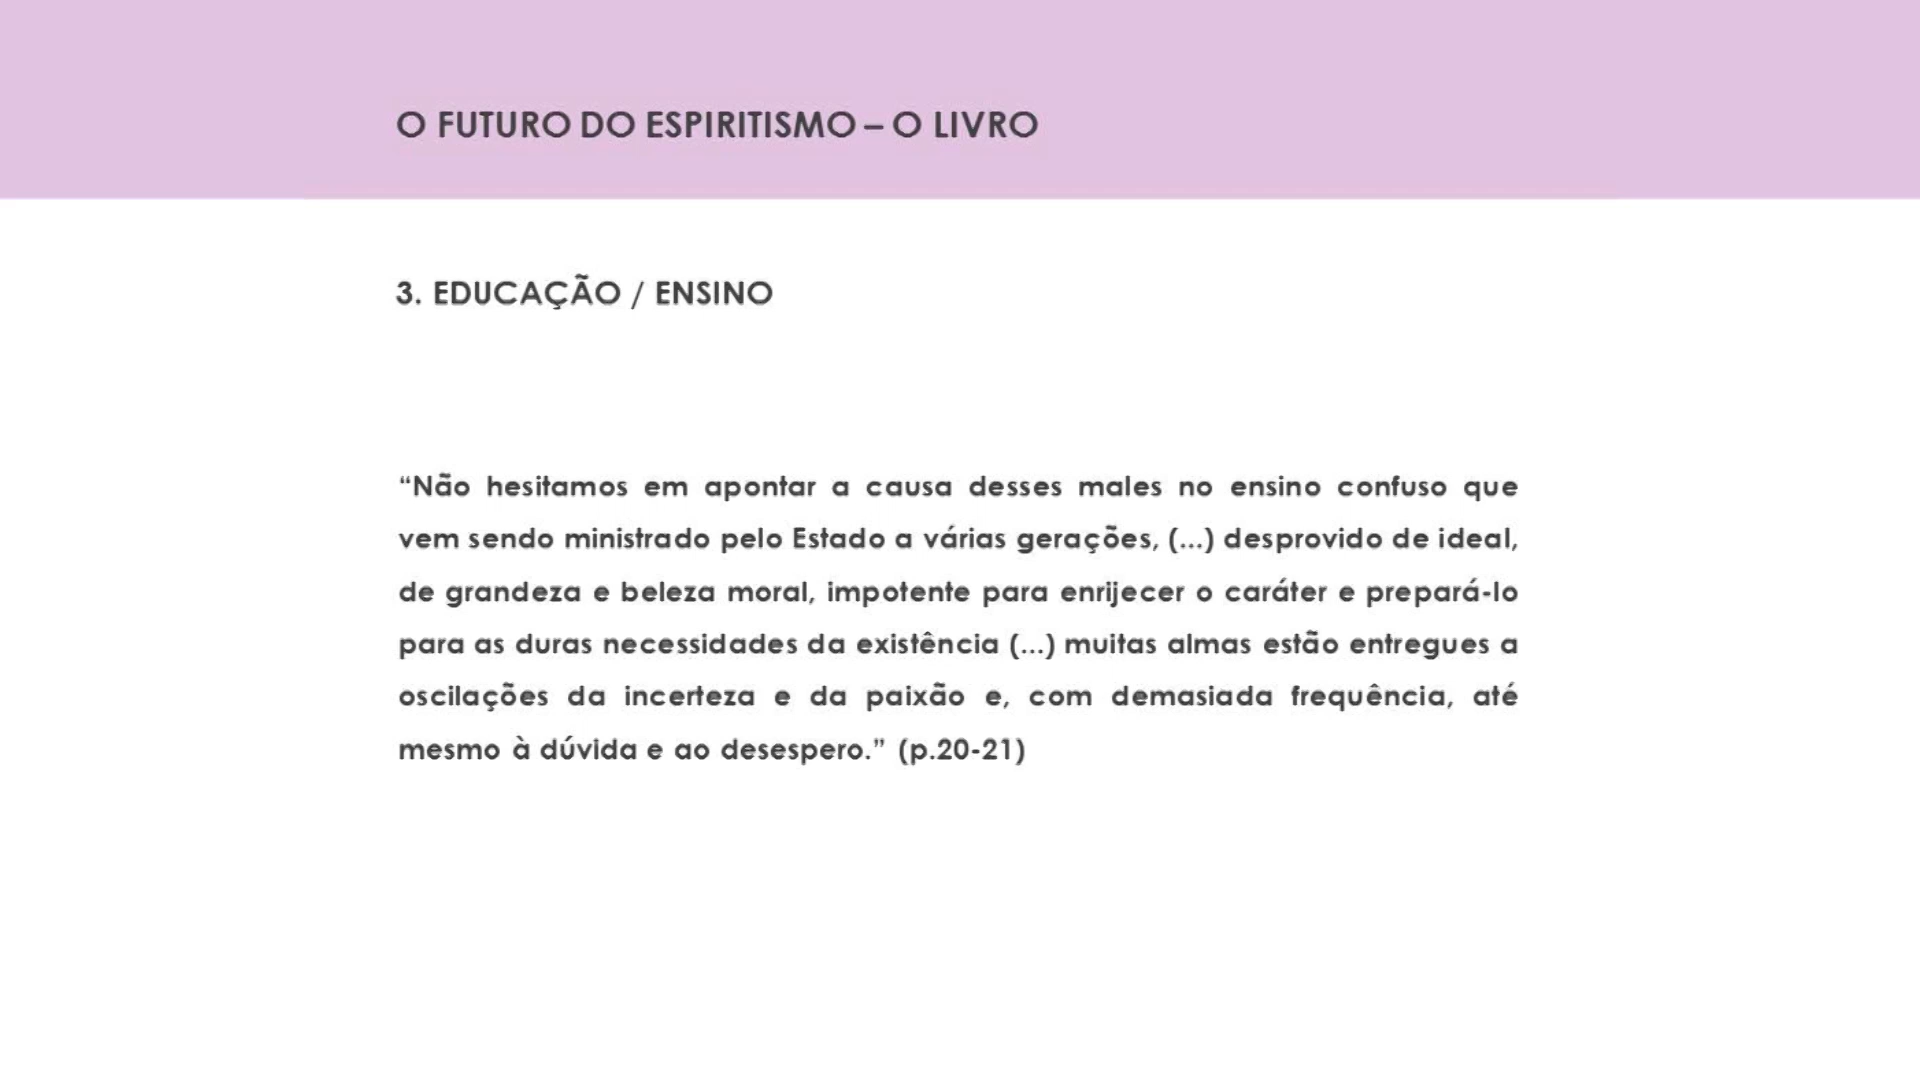 O FUTURO DO ESPIRITISMO – O LIVRO
3. EDUCAÇÃO / ENSINO
“Não hesitamos em apontar a causa desses males no ensino confuso que
vem sendo ministrado pelo Estado a várias gerações, (...) desprovido de ideal,
de grandeza e beleza moral, impotente para enrijecer o caráter e prepará-lo
para as duras necessidades da existência (...) muitas almas estão entregues a
oscilações da incerteza e da paixão e, com demasiada frequência, até
mesmo à dúvida e ao desespero.” (p.20-21)